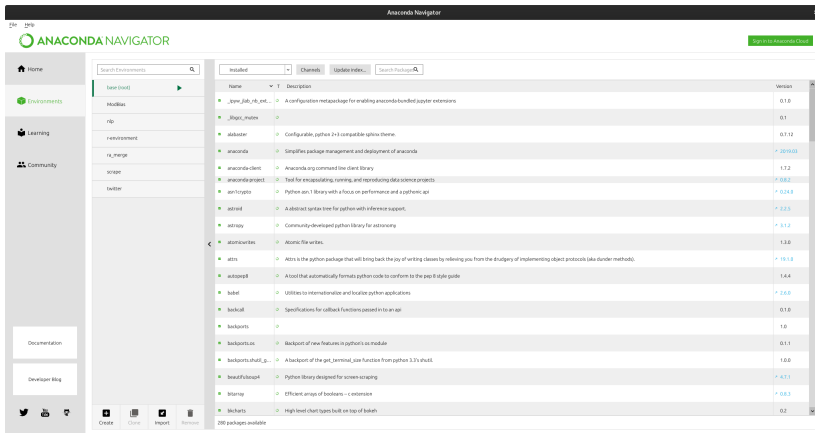 Anaconda Navigator
File Help
ANACONDA NAVIGATOR
Sign in to Anaconda Cloud
Home
Environments
Learning
Community
Documentation
Developer Blog
Search Environments
base (root)
nlp
r-environment
ra_merge
scrape
twitter
Create Clone Import Remove
Installed Channels Update index... Search Packages
Name T Description Version
_ipyw_jlab_nb_ext... A configuration metapackage for enabling anaconda-bundled jupyter extensions 0.1.0
_libgcc_mutex 0.1
alabaster Configurable, python 2+3 compatible sphinx theme. 0.7.12
anaconda Simplifies package management and deployment of anaconda 2019.03
anaconda-client Anaconda.org command line client library 1.7.2
anaconda-project Tool for encapsulating, running, and reproducing data science projects 0.8.2
asn1crypto Python asn.1 library with a focus on performance and a pythonic api 0.24.0
astroid A abstract syntax tree for python with inference support. 2.2.5
astropy Community-developed python library for astronomy 3.1.2
atomicwrites Atomic file writes. 1.3.0
attrs Attrs is the python package that will bring back the joy of writing classes by relieving you from the drudgery of implementing object protocols (aka dunder methods). 19.1.0
autopep8 A tool that automatically formats python code to conform to the pep 8 style guide 1.4.4
babel Utilities to internationalize and localize python applications 2.6.0
backcall Specifications for callback functions passed in to an api 0.1.0
backports 1.0
backports.os Backport of new features in python's os module 0.1.1
backports.shutil_g... A backport of the get_terminal_size function from python 3.3's shutil. 1.0.0
beautifulsoup4 Python library designed for screen-scraping 4.7.1
bitarray Efficient arrays of booleans -- c extension 0.8.3
bkcharts High level chart types built on top of bokeh 0.2
280 packages available